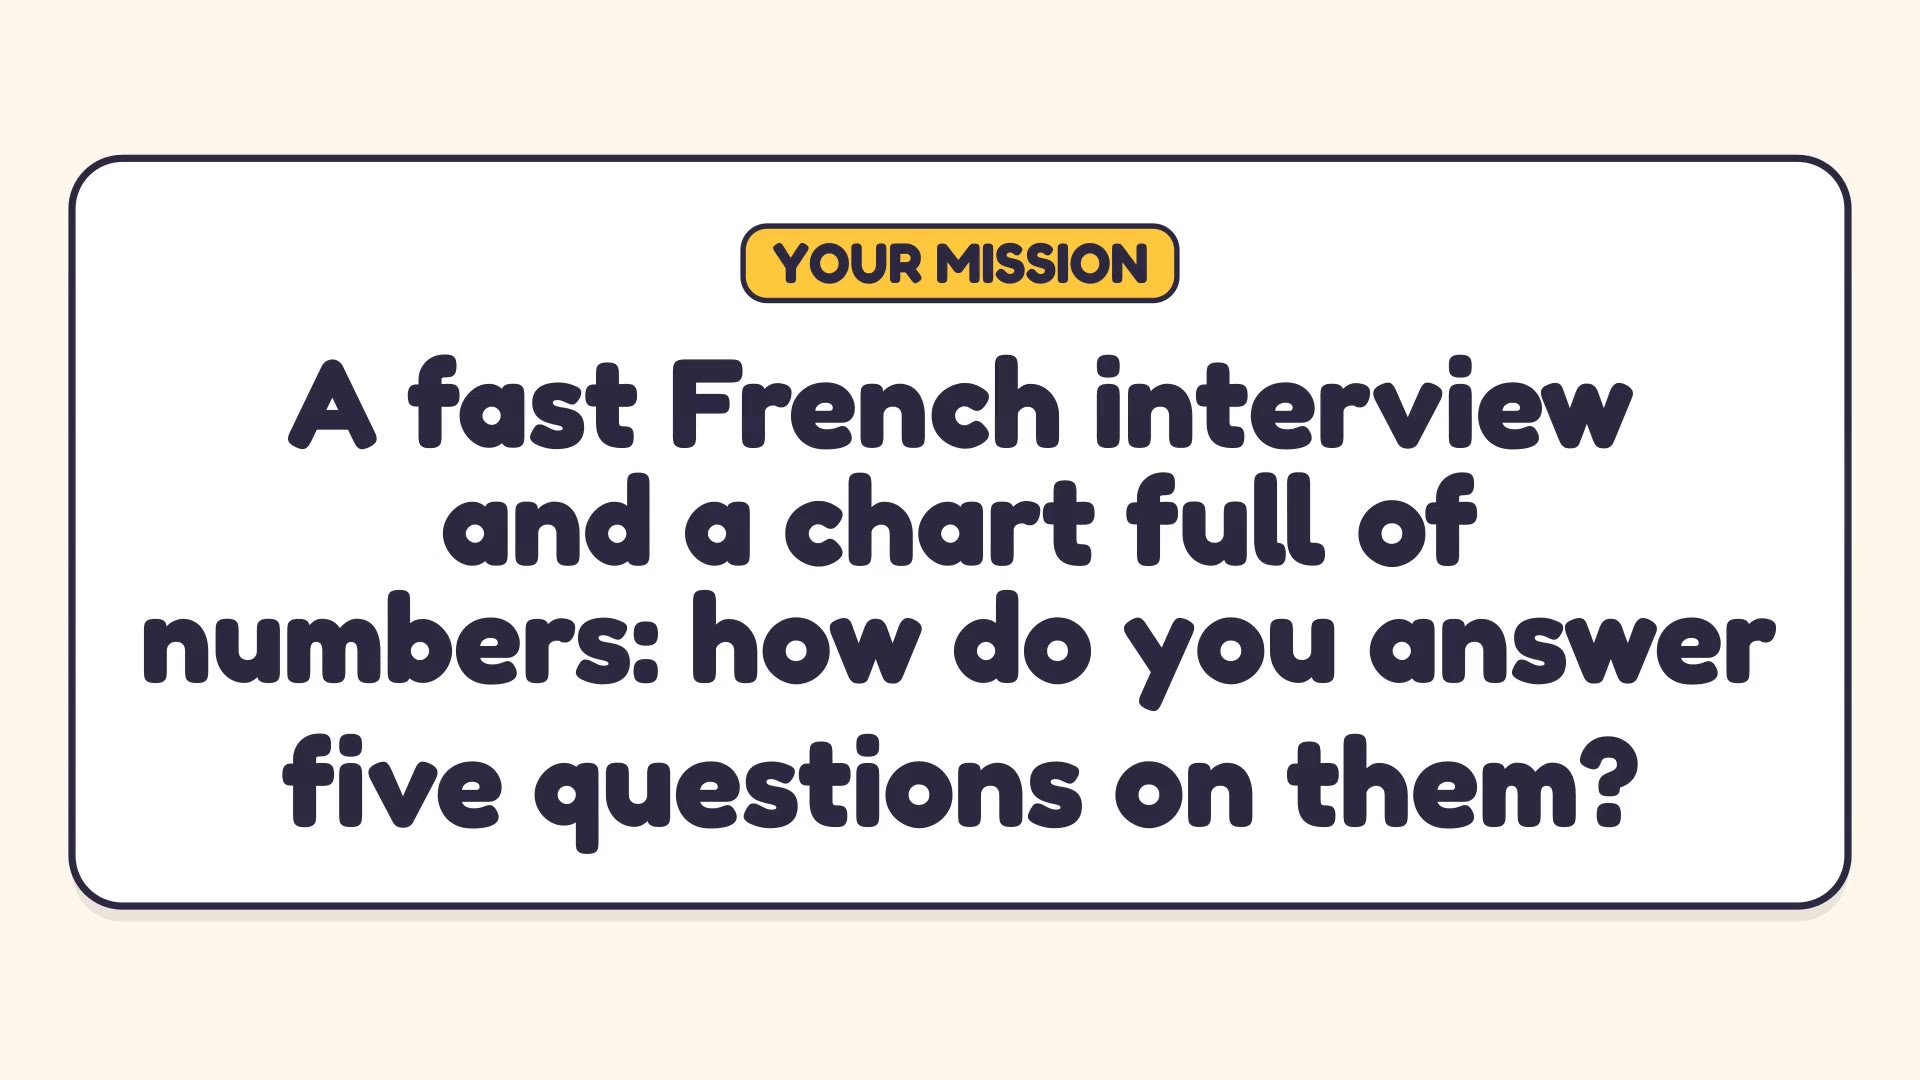 YOUR MISSION
A fast French interview
and a chart full of
numbers: how do you answer
five questions on them?